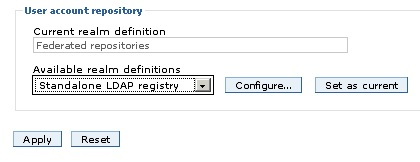 User account repository
Current realm definition
Federated repositories
Available realm definitions
Standalone LDAP registry Configure... Set as current
Apply Reset